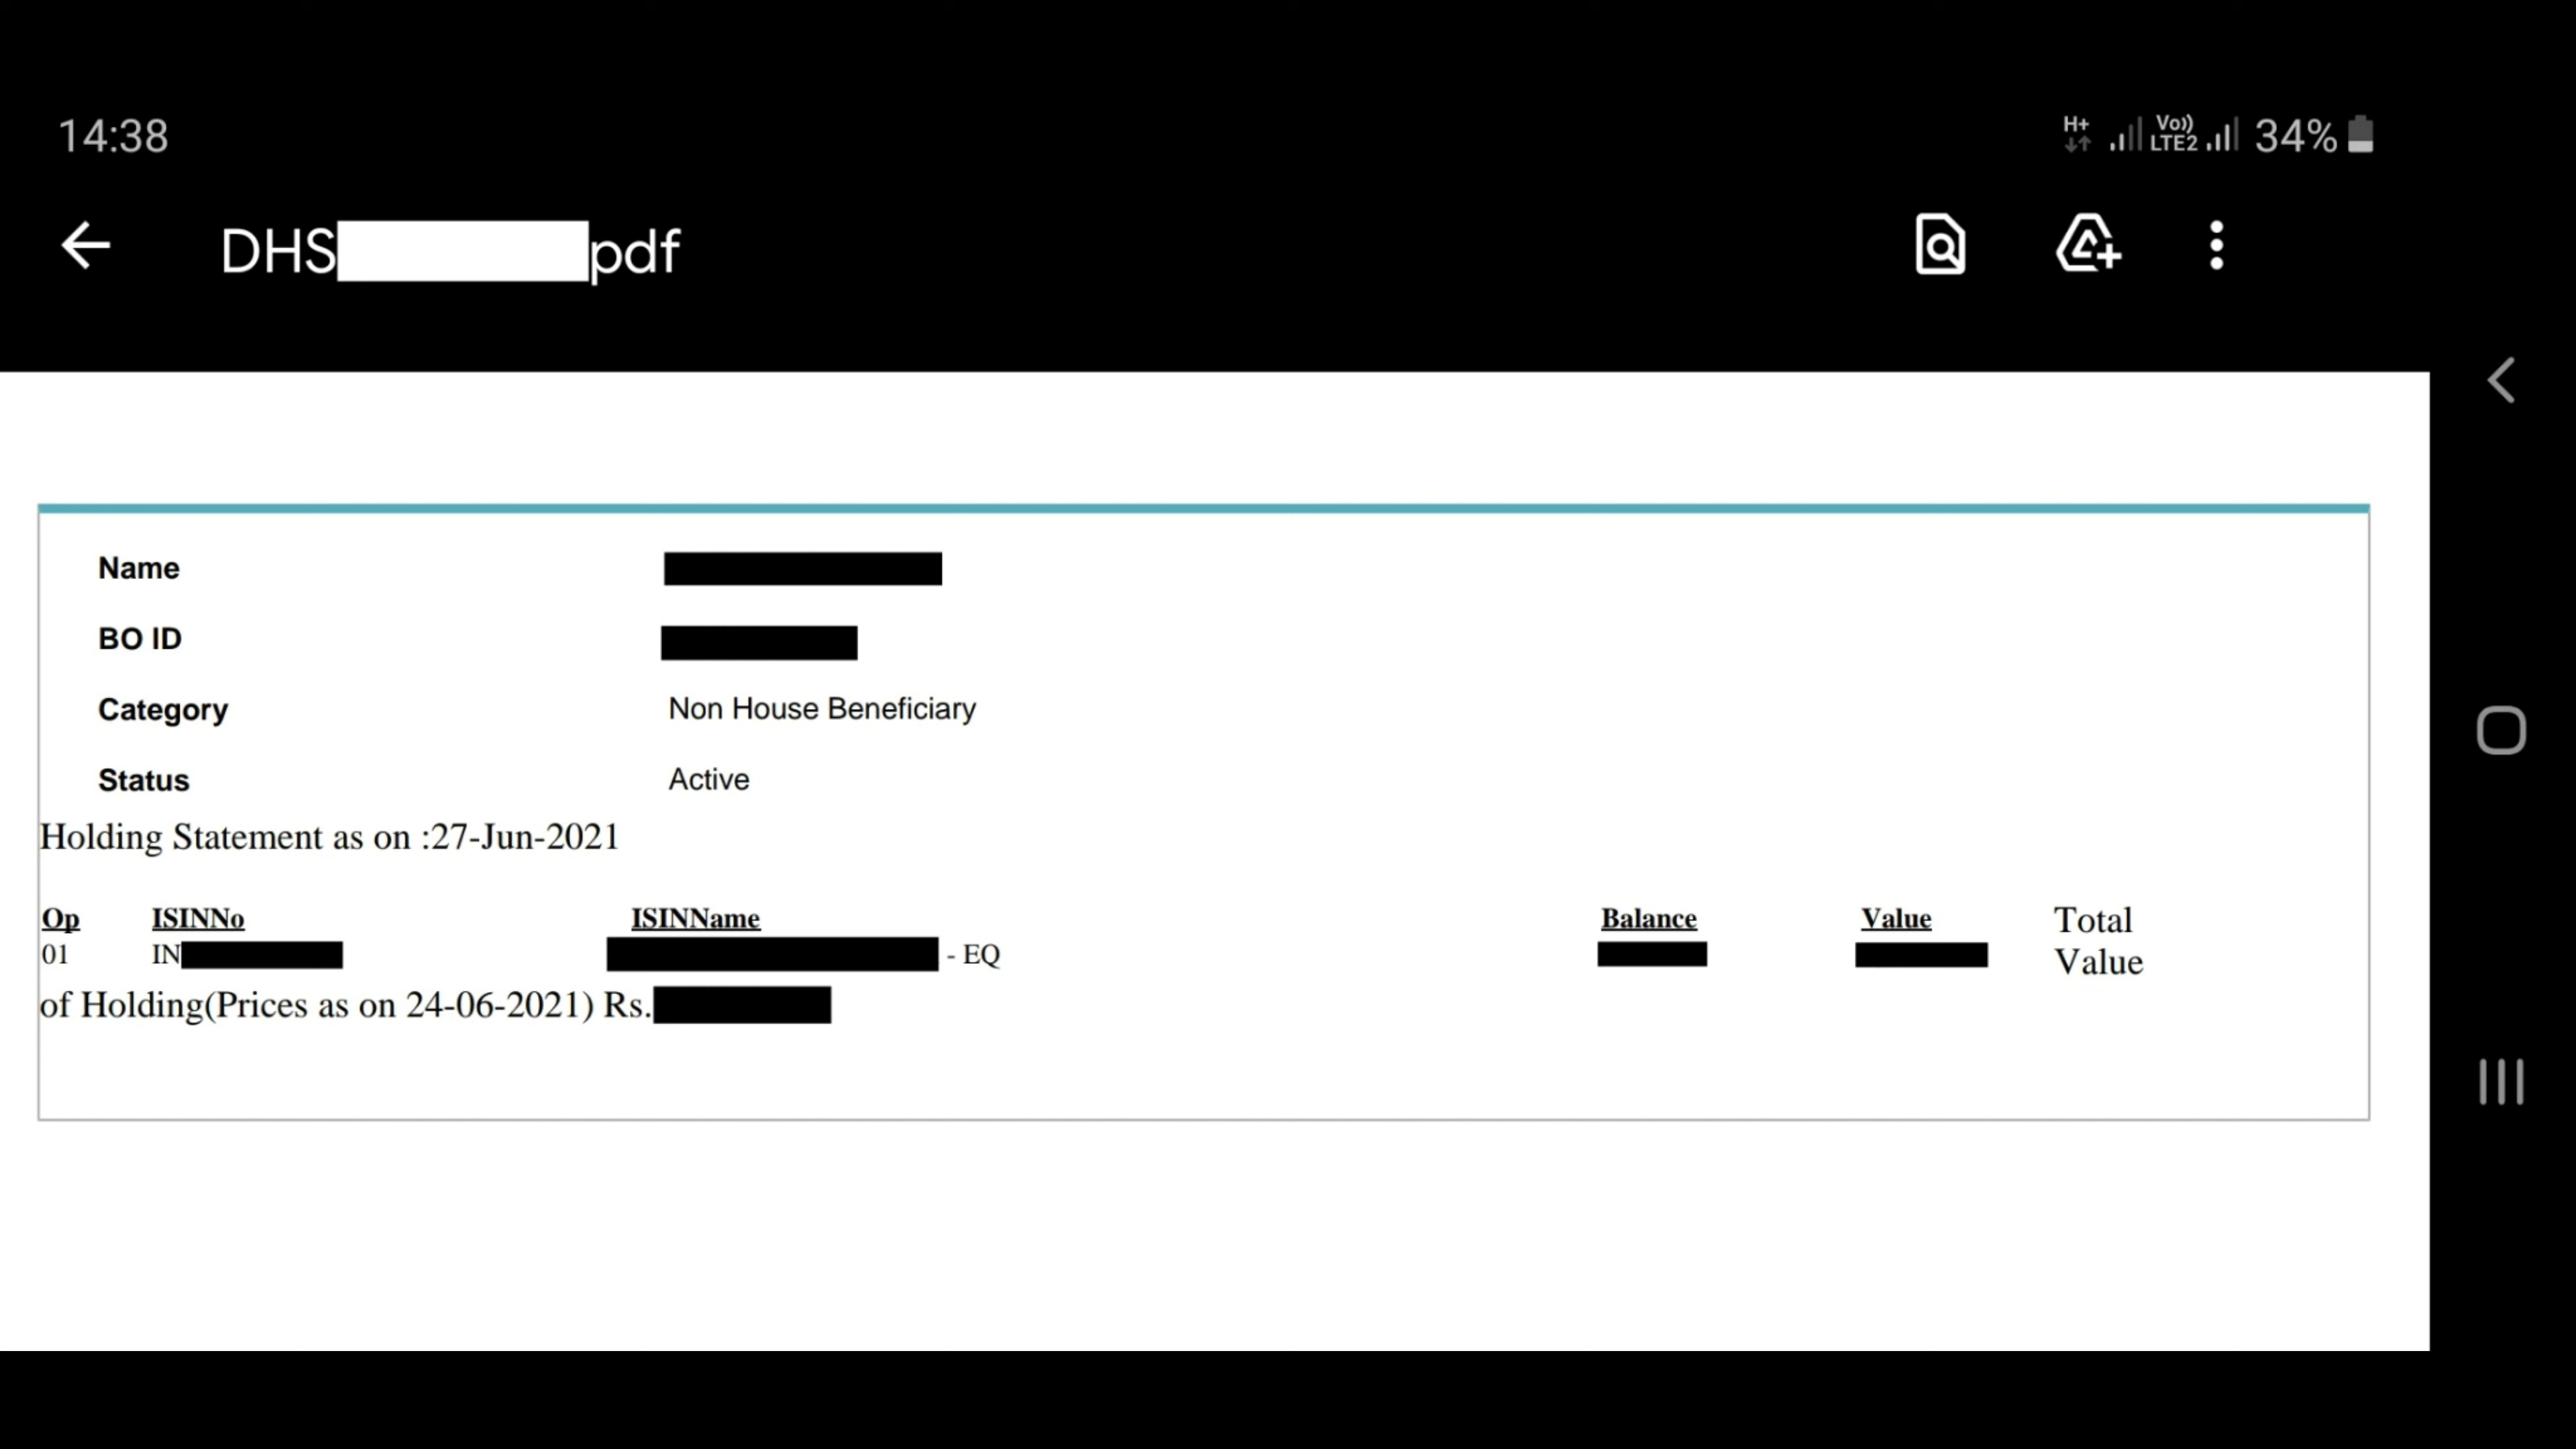 14:38
H+ Vo)) LTE2 34%
DHS pdf
Name
BO ID
Category Non House Beneficiary
Status Active
Holding Statement as on :27-Jun-2021
Op ISINNo ISINName Balance Value Total
01 IN - EQ Value
of Holding(Prices as on 24-06-2021) Rs.